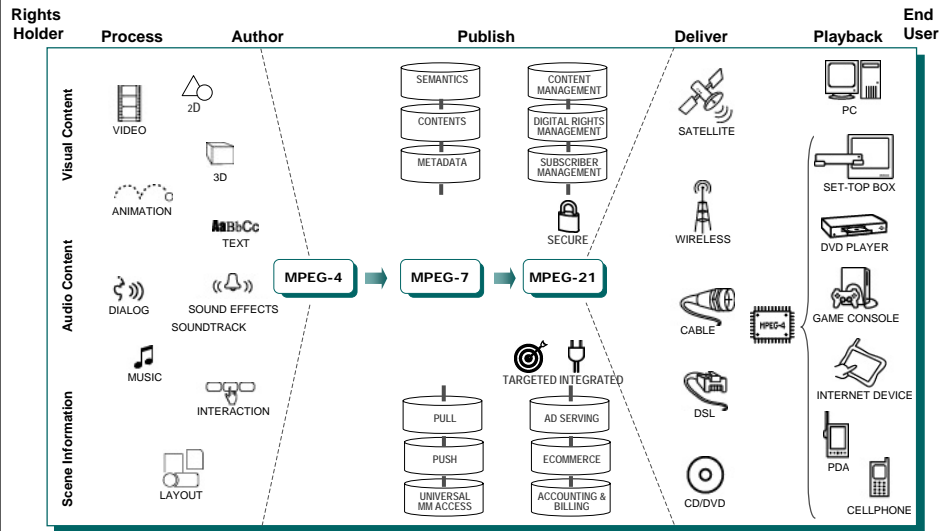 Rights
Holder
Process
Author
Publish
Deliver
Playback
End
User
Visual Content
Audio Content
Scene Information
VIDEO
2D
3D
ANIMATION
AaBbCc
TEXT
DIALOG
SOUND EFFECTS
SOUNDTRACK
MUSIC
INTERACTION
LAYOUT
MPEG-4
MPEG-7
MPEG-21
SEMANTICS
CONTENTS
METADATA
CONTENT
MANAGEMENT
DIGITAL RIGHTS
MANAGEMENT
SUBSCRIBER
MANAGEMENT
SECURE
TARGETED INTEGRATED
PULL
PUSH
UNIVERSAL
MM ACCESS
AD SERVING
ECOMMERCE
ACCOUNTING &
BILLING
SATELLITE
WIRELESS
CABLE
DSL
CD/DVD
MPEG-4
PC
SET-TOP BOX
DVD PLAYER
GAME CONSOLE
INTERNET DEVICE
PDA
CELLPHONE